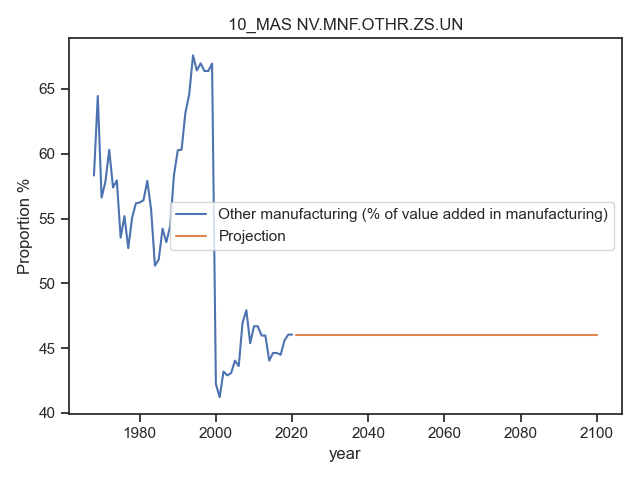 10_MAS NV.MNF.OTHR.ZS.UN
Proportion %
65
60
55
50
45
40
Other manufacturing (% of value added in manufacturing)
Projection
1980
2000
2020
2040
2060
2080
2100
year